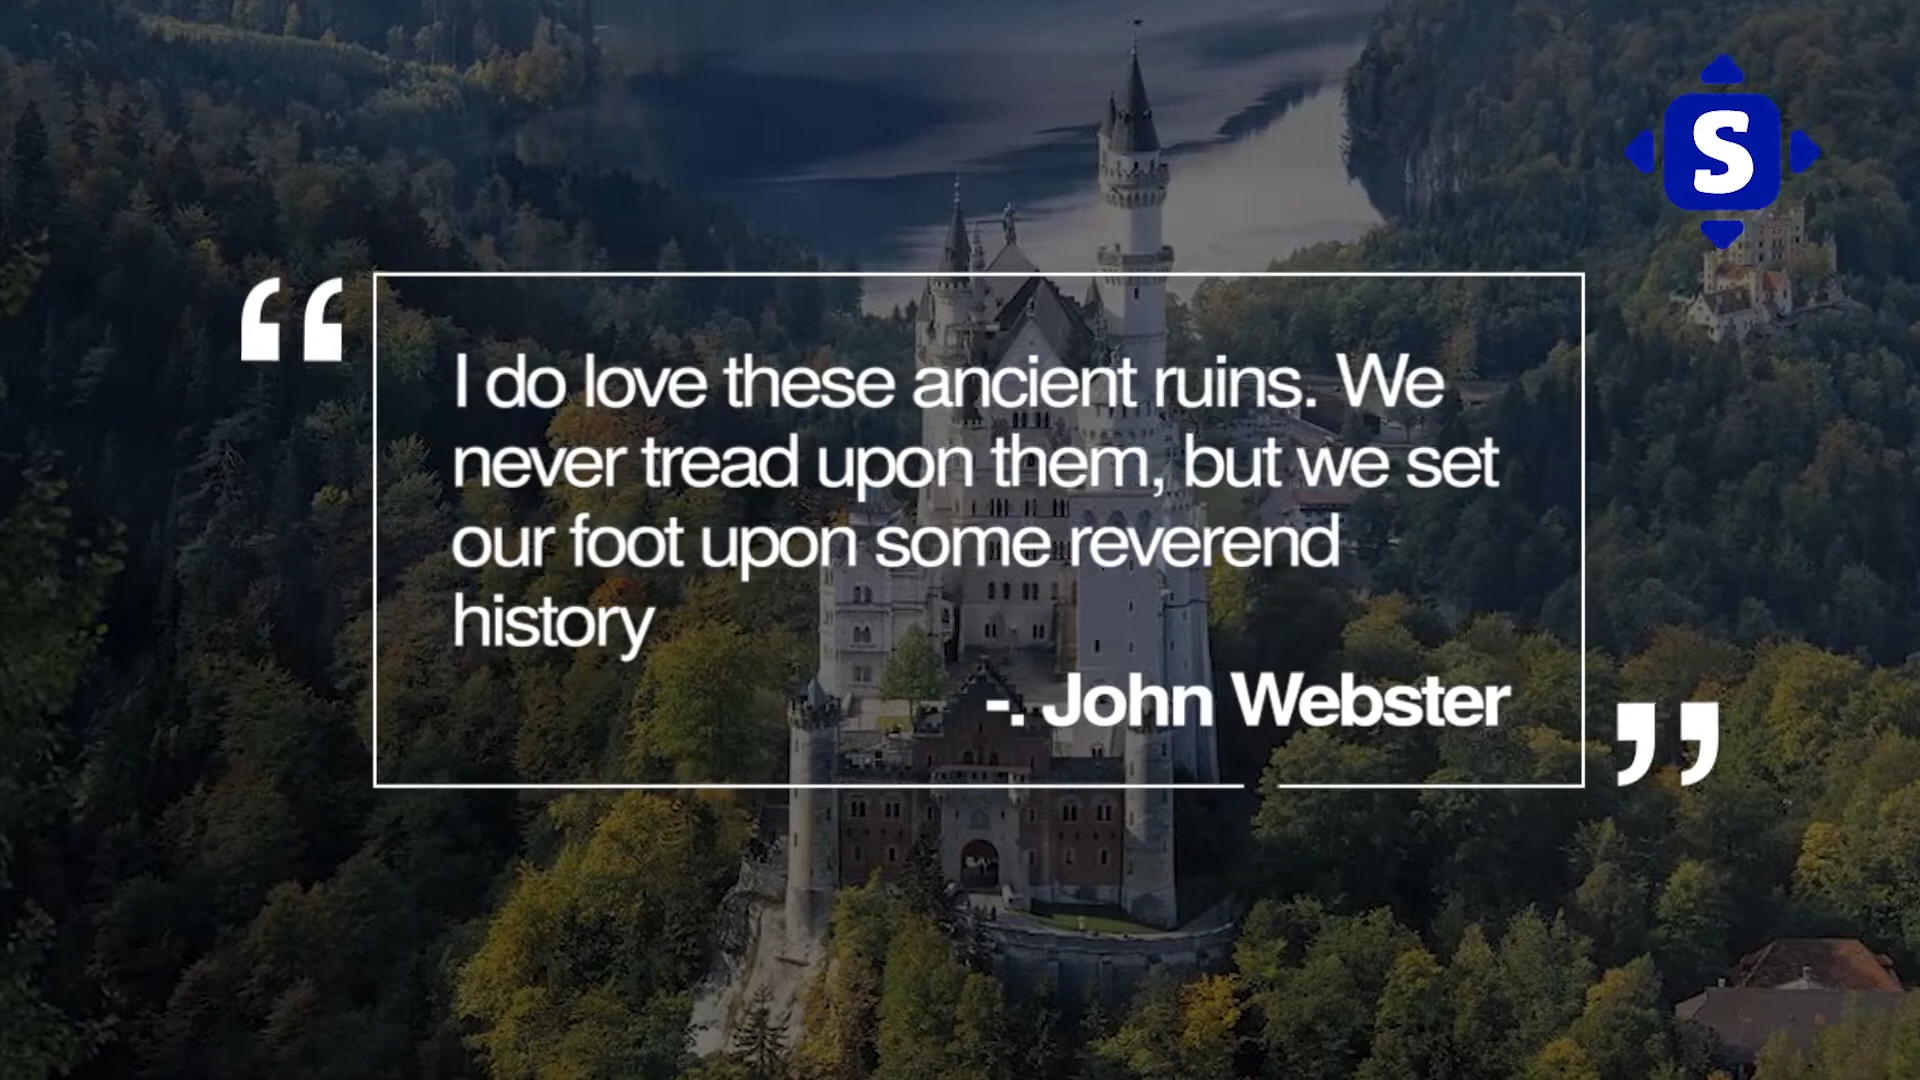 S
“
I do love these ancient ruins. We
never tread upon them, but we set
our foot upon some reverend
history
-. John Webster
”